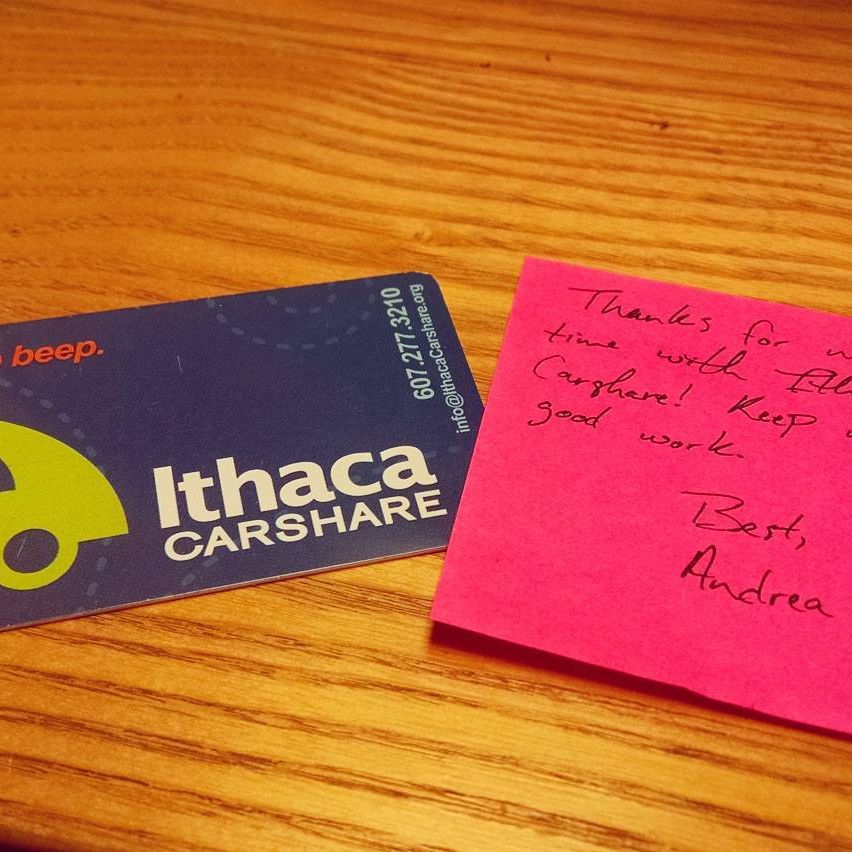 beep.
607.277.3210
info@IthacaCarshare.org
Ithaca
CARSHARE
Thanks for
time with
Carshare! Keep
good work.
Best,
Andrea